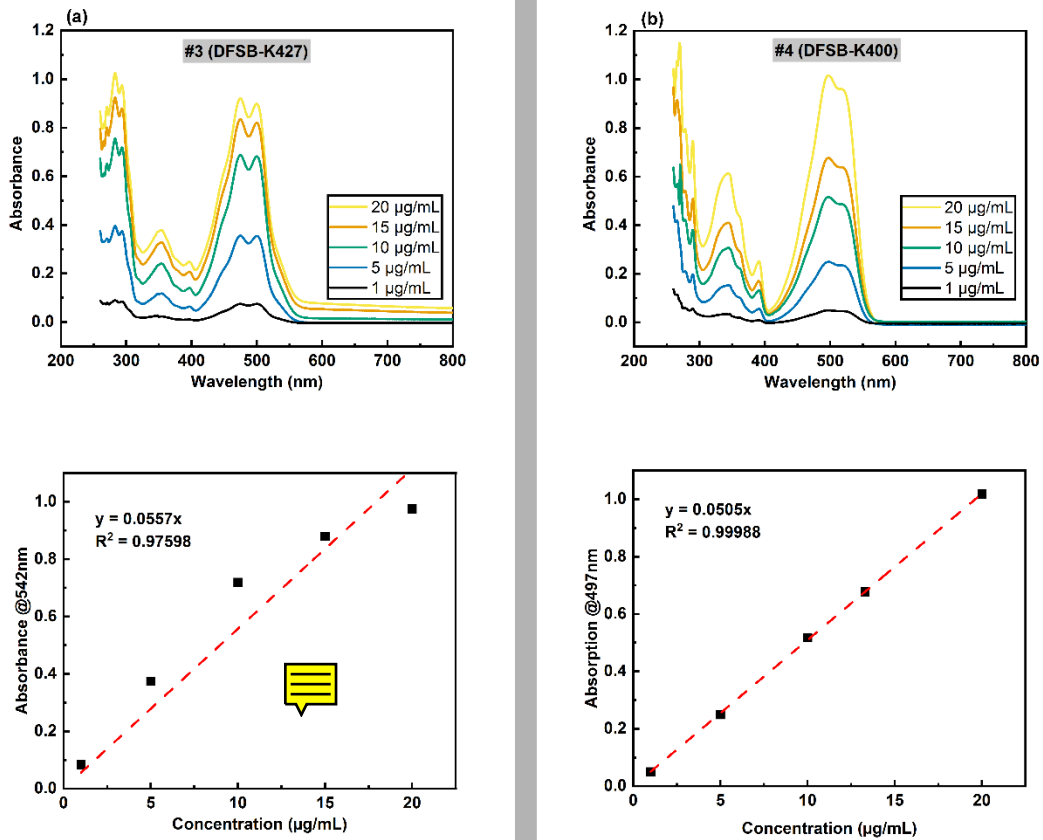 (a)
#3 (DFSB-K427)
1.2
1.0
0.8
0.6
0.4
0.2
0.0
Absorbance
20 µg/mL
15 µg/mL
10 µg/mL
5 µg/mL
1 µg/mL
200 300 400 500 600 700 800
Wavelength (nm)
(b)
#4 (DFSB-K400)
1.2
1.0
0.8
0.6
0.4
0.2
0.0
Absorbance
20 µg/mL
15 µg/mL
10 µg/mL
5 µg/mL
1 µg/mL
200 300 400 500 600 700 800
Wavelength (nm)
y = 0.0557x
R² = 0.97598
1.0
0.8
0.6
0.4
0.2
0.0
Absorbance @542nm
0 5 10 15 20
Concentration (µg/mL)
y = 0.0505x
R² = 0.99988
1.0
0.8
0.6
0.4
0.2
0.0
Absorption @497nm
0 5 10 15 20
Concentration (µg/mL)